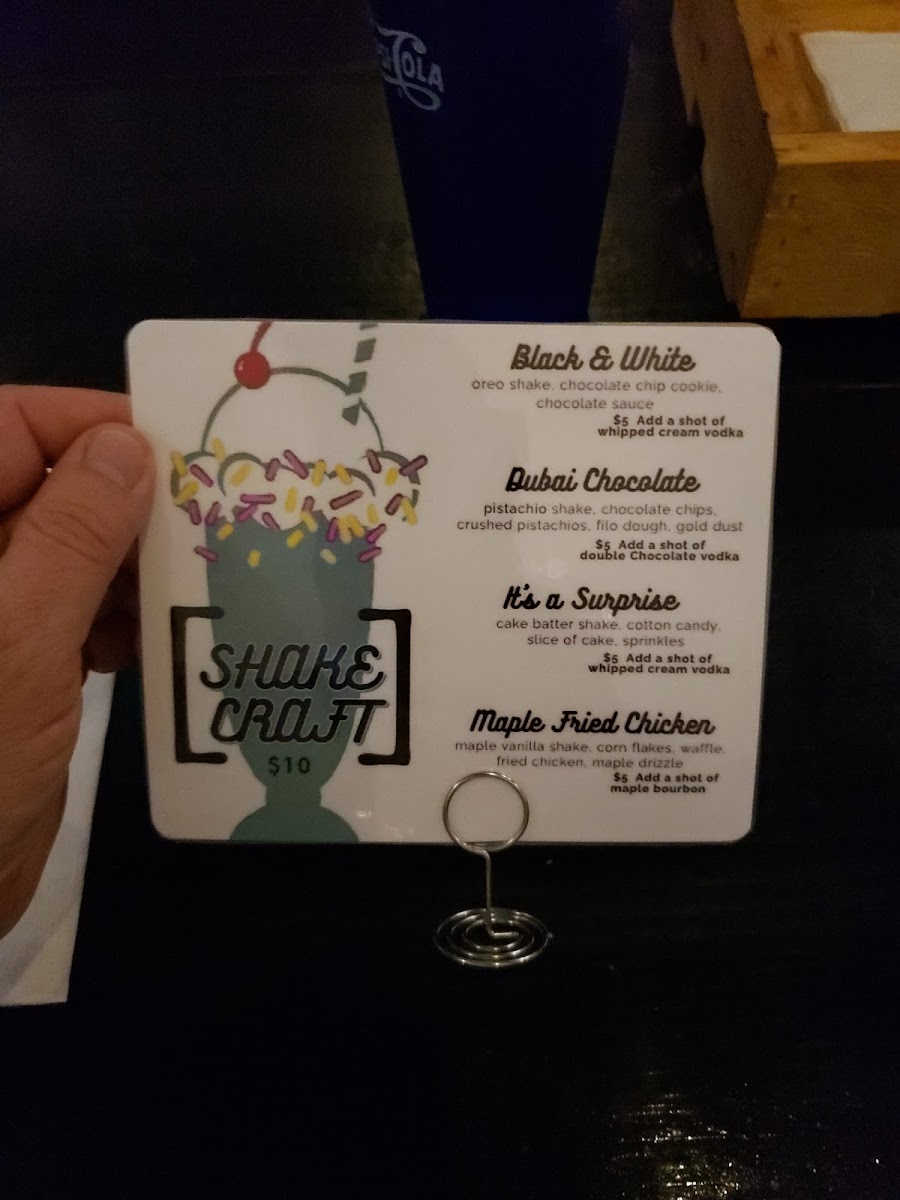 COLA
SHAKE
CRAFT
$10
Black & White
oreo shake, chocolate chip cookie,
chocolate sauce
$5 Add a shot of
whipped cream vodka
Dubai Chocolate
pistachio shake, chocolate chips,
crushed pistachios, filo dough, gold dust
$5 Add a shot of
double Chocolate vodka
It's a Surprise
cake batter shake, cotton candy,
slice of cake, sprinkles
$5 Add a shot of
whipped cream vodka
Maple Fried Chicken
maple vanilla shake, corn flakes, waffle,
fried chicken, maple drizzle
$5 Add a shot of
maple bourbon